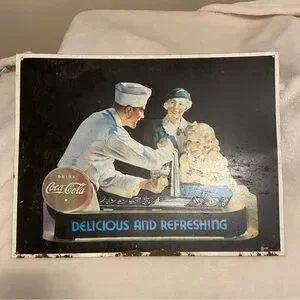 DRINK
Coca-Cola
DELICIOUS AND REFRESHING